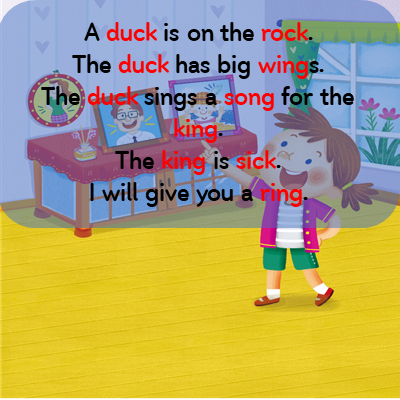 A duck is on the rock.
The duck has big wings.
The duck sings a song for the
king.
The king is sick.
I will give you a ring.